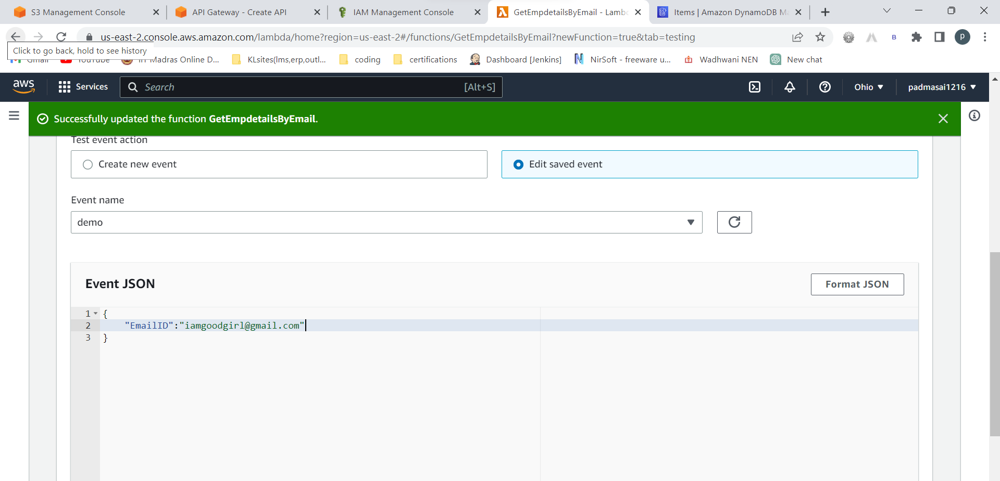 S3 Management Console
API Gateway - Create API
IAM Management Console
GetEmpdetailsByEmail - Lamb
Items | Amazon DynamoDB M
us-east-2.console.aws.amazon.com/lambda/home?region=us-east-2#/functions/GetEmpdetailsByEmail?newFunction=true&tab=testing
B
P
Click to go back, hold to see history
Madras Online D...
KLsites(lms,erp,outl...
coding
certifications
Dashboard [Jenkins]
NirSoft - freeware u...
Wadhwani NEN
New chat
aws
Services
Search
[Alt+S]
Ohio
padmasai1216
Successfully updated the function GetEmpdetailsByEmail.
Test event action
Create new event
Edit saved event
Event name
demo
Event JSON
Format JSON
1 {
2 "EmailID":"iamgoodgirl@gmail.com"
3 }